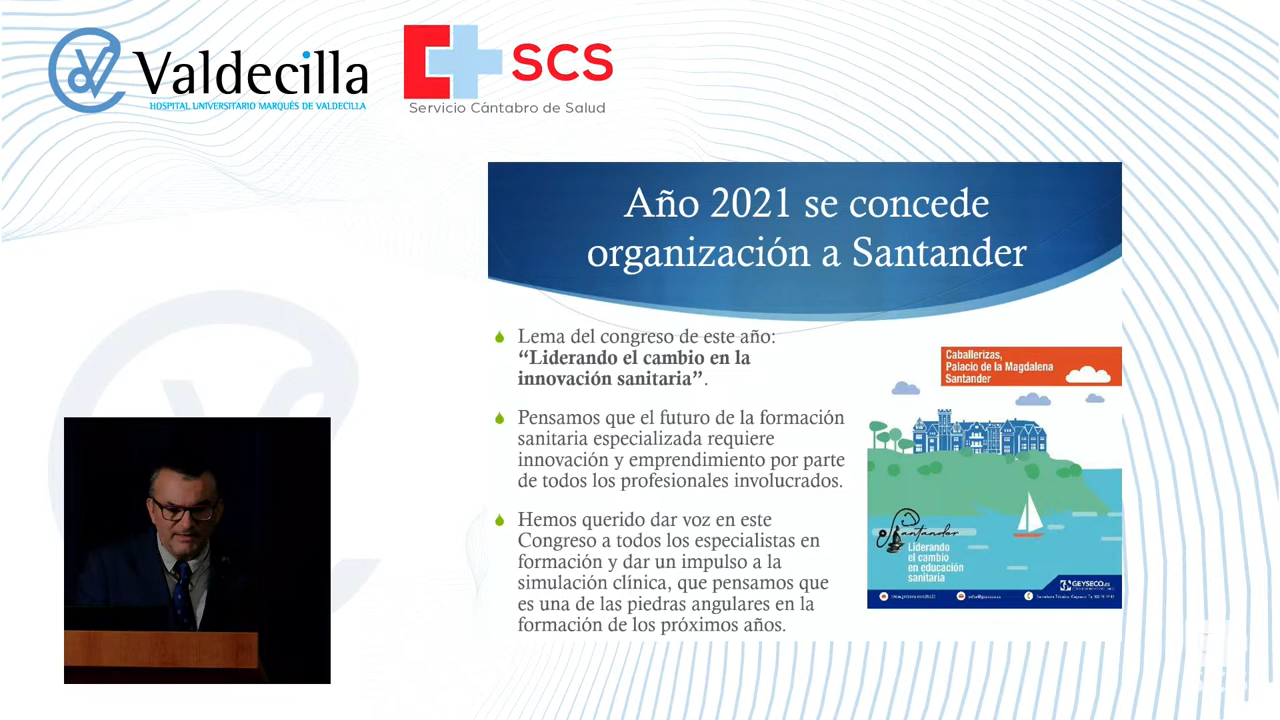 Valdecilla
HOSPITAL UNIVERSITARIO MARQUÉS DE VALDECILLA
SCS
Servicio Cántabro de Salud
Año 2021 se concede
organización a Santander
Lema del congreso de este año:
“Liderando el cambio en la
innovación sanitaria”.
Pensamos que el futuro de la formación
sanitaria especializada requiere
innovación y emprendimiento por parte
de todos los profesionales involucrados.
Hemos querido dar voz en este
Congreso a todos los especialistas en
formación y dar un impulso a la
simulación clínica, que pensamos que
es una de las piedras angulares en la
formación de los próximos años.
Caballerizas,
Palacio de la Magdalena
Santander
Santander
Liderando
el cambio
en educación
sanitaria
GEYSECO.es